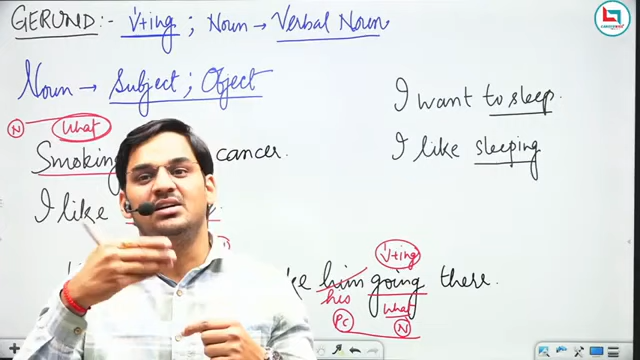 GERUND:- V+ing ; Noun → Verbal Noun
Noun → Subject ; Object
N What
Smoking cancer.
I like
I want to sleep.
I like sleeping
V+ing
him going there.
his What
PC N